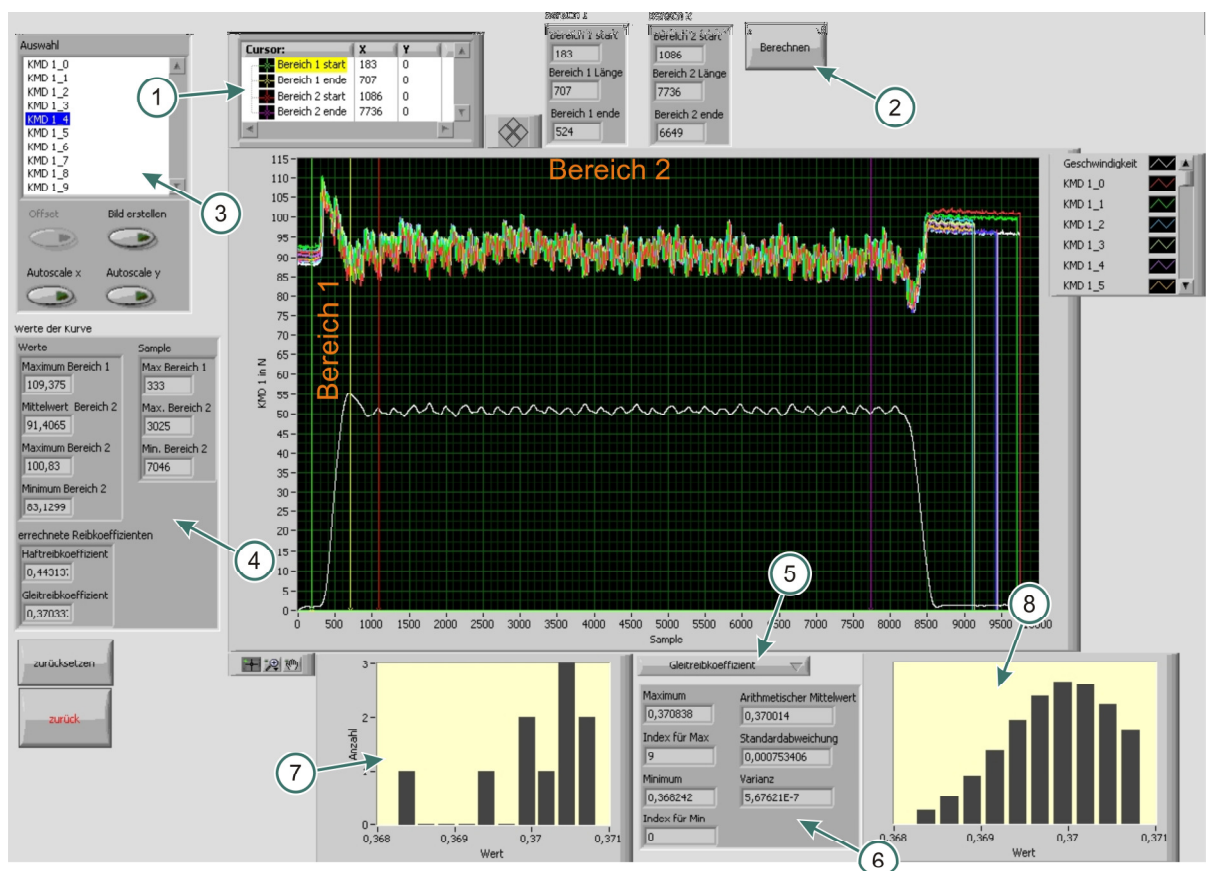 Auswahl
KMD 1_0
KMD 1_1
KMD 1_2
KMD 1_3
KMD 1_4
KMD 1_5
KMD 1_6
KMD 1_7
KMD 1_8
KMD 1_9
Offset
Bild erstellen
Autoscale x
Autoscale y
1
Cursor: X Y
Bereich 1 start 183 0
Bereich 1 ende 707 0
Bereich 2 start 1086 0
Bereich 2 ende 7736 0
Bereich 1
Bereich 1 start
183
Bereich 1 Länge
707
Bereich 1 ende
524
Bereich 2
Bereich 2 start
1086
Bereich 2 Länge
7736
Bereich 2 ende
6649
Berechnen
2
3
Werte der Kurve
Werte
Maximum Bereich 1
109,375
Mittelwert Bereich 2
91,4065
Maximum Bereich 2
100,83
Minimum Bereich 2
83,1299
Sample
Max Bereich 1
333
Max. Bereich 2
3025
Min. Bereich 2
7046
errechnete Reibkoeffizienten
Haftreibkoeffizient
Gleitreibkoeffizient
4
zurücksetzen
zurück
Bereich 2
Bereich 1
KMD 1 in N
115
110
105
100
95
90
85
80
75
70
65
60
55
50
45
40
35
30
25
20
15
10
5
0
0 500 1000 1500 2000 2500 3000 3500 4000 4500 5000 5500 6000 6500 7000 7500 8000 8500 9000 9500 10000
Sample
Geschwindigkeit
KMD 1_0
KMD 1_1
KMD 1_2
KMD 1_3
KMD 1_4
KMD 1_5
5
8
7
Anzahl
3
2
1
0
0,368 0,369 0,37 0,371
Wert
Gleitreibkoeffizient
Maximum
0,370838
Index für Max
9
Minimum
0,368242
Index für Min
0
Arithmetischer Mittelwert
0,370014
Standardabweichung
0,000753406
Varianz
5,67621E-7
6
0,368 0,369 0,37 0,371
Wert